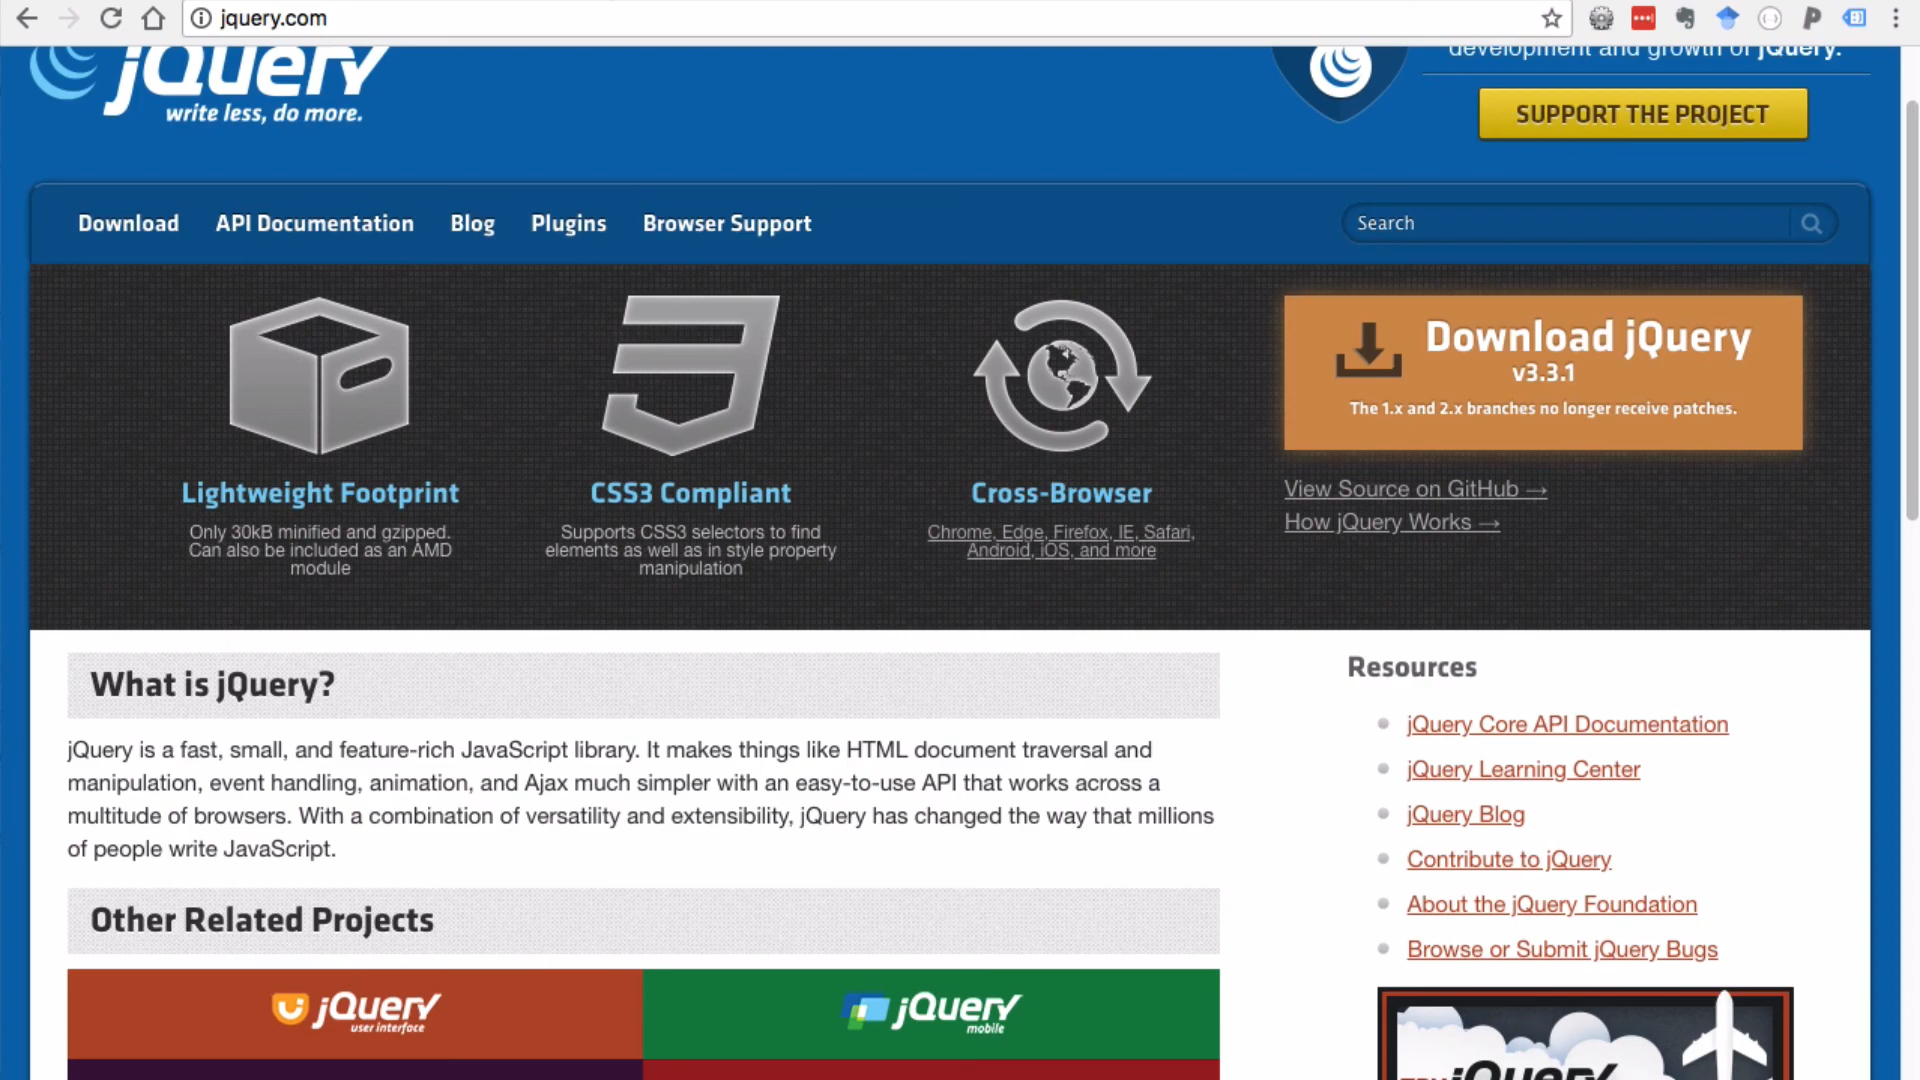 jquery.com
jQuery
write less, do more.
development and growth of jQuery.
SUPPORT THE PROJECT
Download API Documentation Blog Plugins Browser Support Search
Download jQuery
v3.3.1
The 1.x and 2.x branches no longer receive patches.
Lightweight Footprint
Only 30kB minified and gzipped.
Can also be included as an AMD
module
CSS3 Compliant
Supports CSS3 selectors to find
elements as well as in style property
manipulation
Cross-Browser
Chrome, Edge, Firefox, IE, Safari,
Android, iOS, and more
View Source on GitHub →
How jQuery Works →
What is jQuery?
jQuery is a fast, small, and feature-rich JavaScript library. It makes things like HTML document traversal and
manipulation, event handling, animation, and Ajax much simpler with an easy-to-use API that works across a
multitude of browsers. With a combination of versatility and extensibility, jQuery has changed the way that millions
of people write JavaScript.
Other Related Projects
jQuery
user interface
jQuery
mobile
Resources
jQuery Core API Documentation
jQuery Learning Center
jQuery Blog
Contribute to jQuery
About the jQuery Foundation
Browse or Submit jQuery Bugs
jQuery